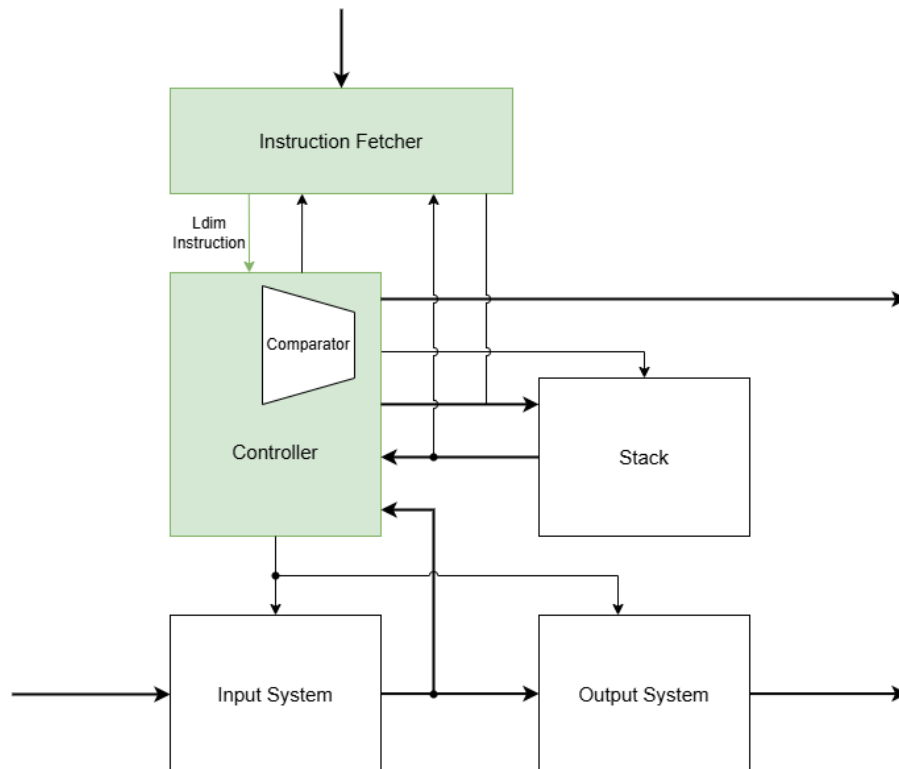 Instruction Fetcher
Ldim
Instruction
Comparator
Controller
Stack
Input System
Output System